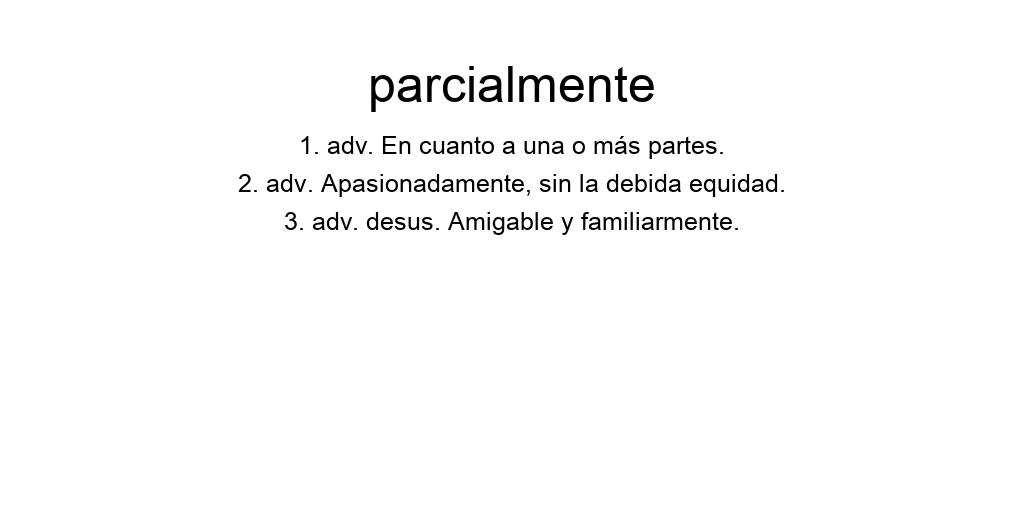 parcialmente
1. adv. En cuanto a una o más partes.
2. adv. Apasionadamente, sin la debida equidad.
3. adv. desus. Amigable y familiarmente.